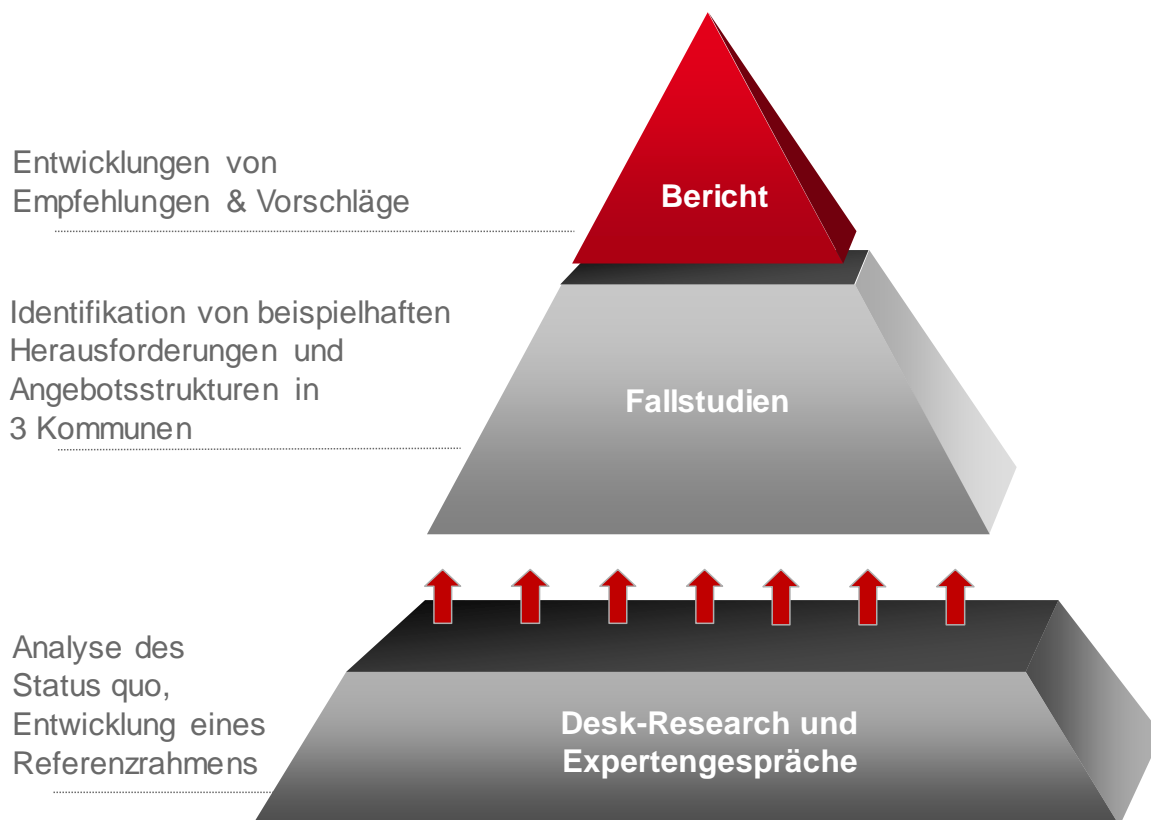 Entwicklungen von
Empfehlungen & Vorschläge
Bericht
Identifikation von beispielhaften
Herausforderungen und
Angebotsstrukturen in
3 Kommunen
Fallstudien
Analyse des
Status quo,
Entwicklung eines
Referenzrahmens
Desk-Research und
Expertengespräche